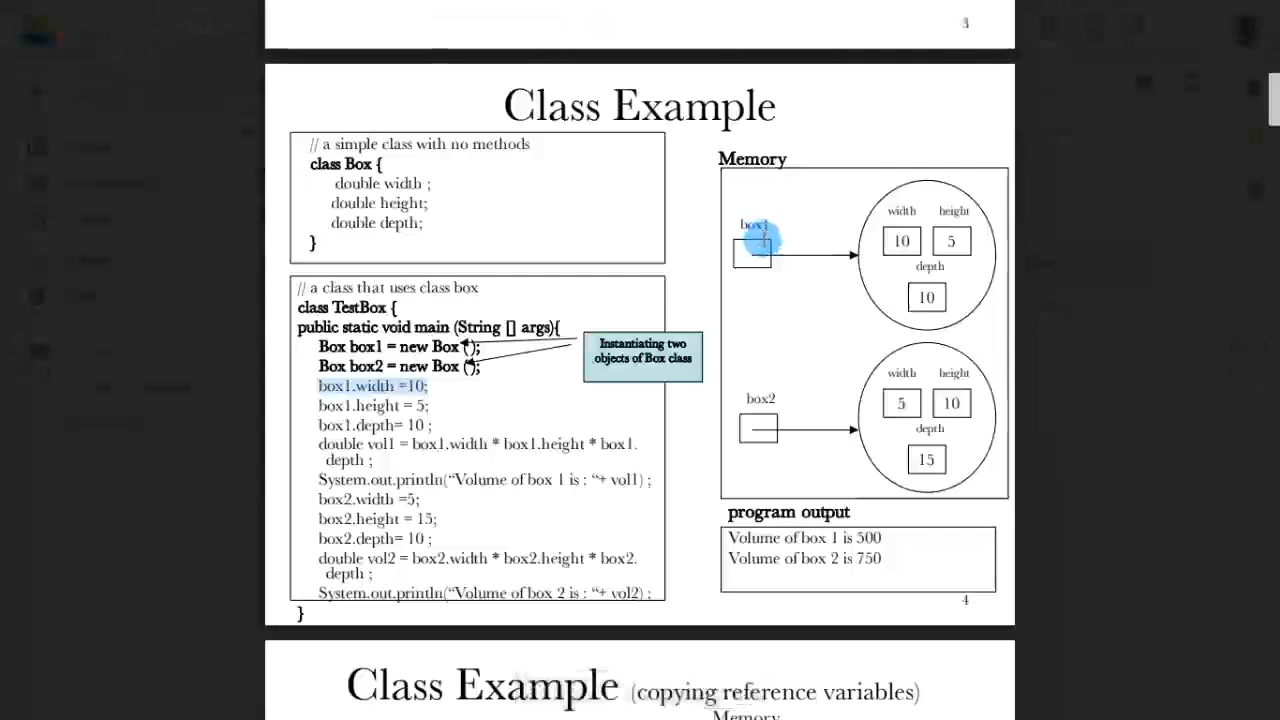 3
Class Example
// a simple class with no methods
class Box {
double width ;
double height;
double depth;
}
// a class that uses class box
class TestBox {
public static void main (String [] args){
Box box1 = new Box ();
Box box2 = new Box ();
box1.width =10;
box1.height = 5;
box1.depth= 10 ;
double vol1 = box1.width * box1.height * box1.
depth ;
System.out.println(“Volume of box 1 is : “+ vol1) ;
box2.width =5;
box2.height = 15;
box2.depth= 10 ;
double vol2 = box2.width * box2.height * box2.
depth ;
System.out.println(“Volume of box 2 is : “+ vol2) ;
}
Instantiating two
objects of Box class
Memory
box1
width height
10 5
depth
10
box2
width height
5 10
depth
15
program output
Volume of box 1 is 500
Volume of box 2 is 750
4
Class Example (copying reference variables)
Memory